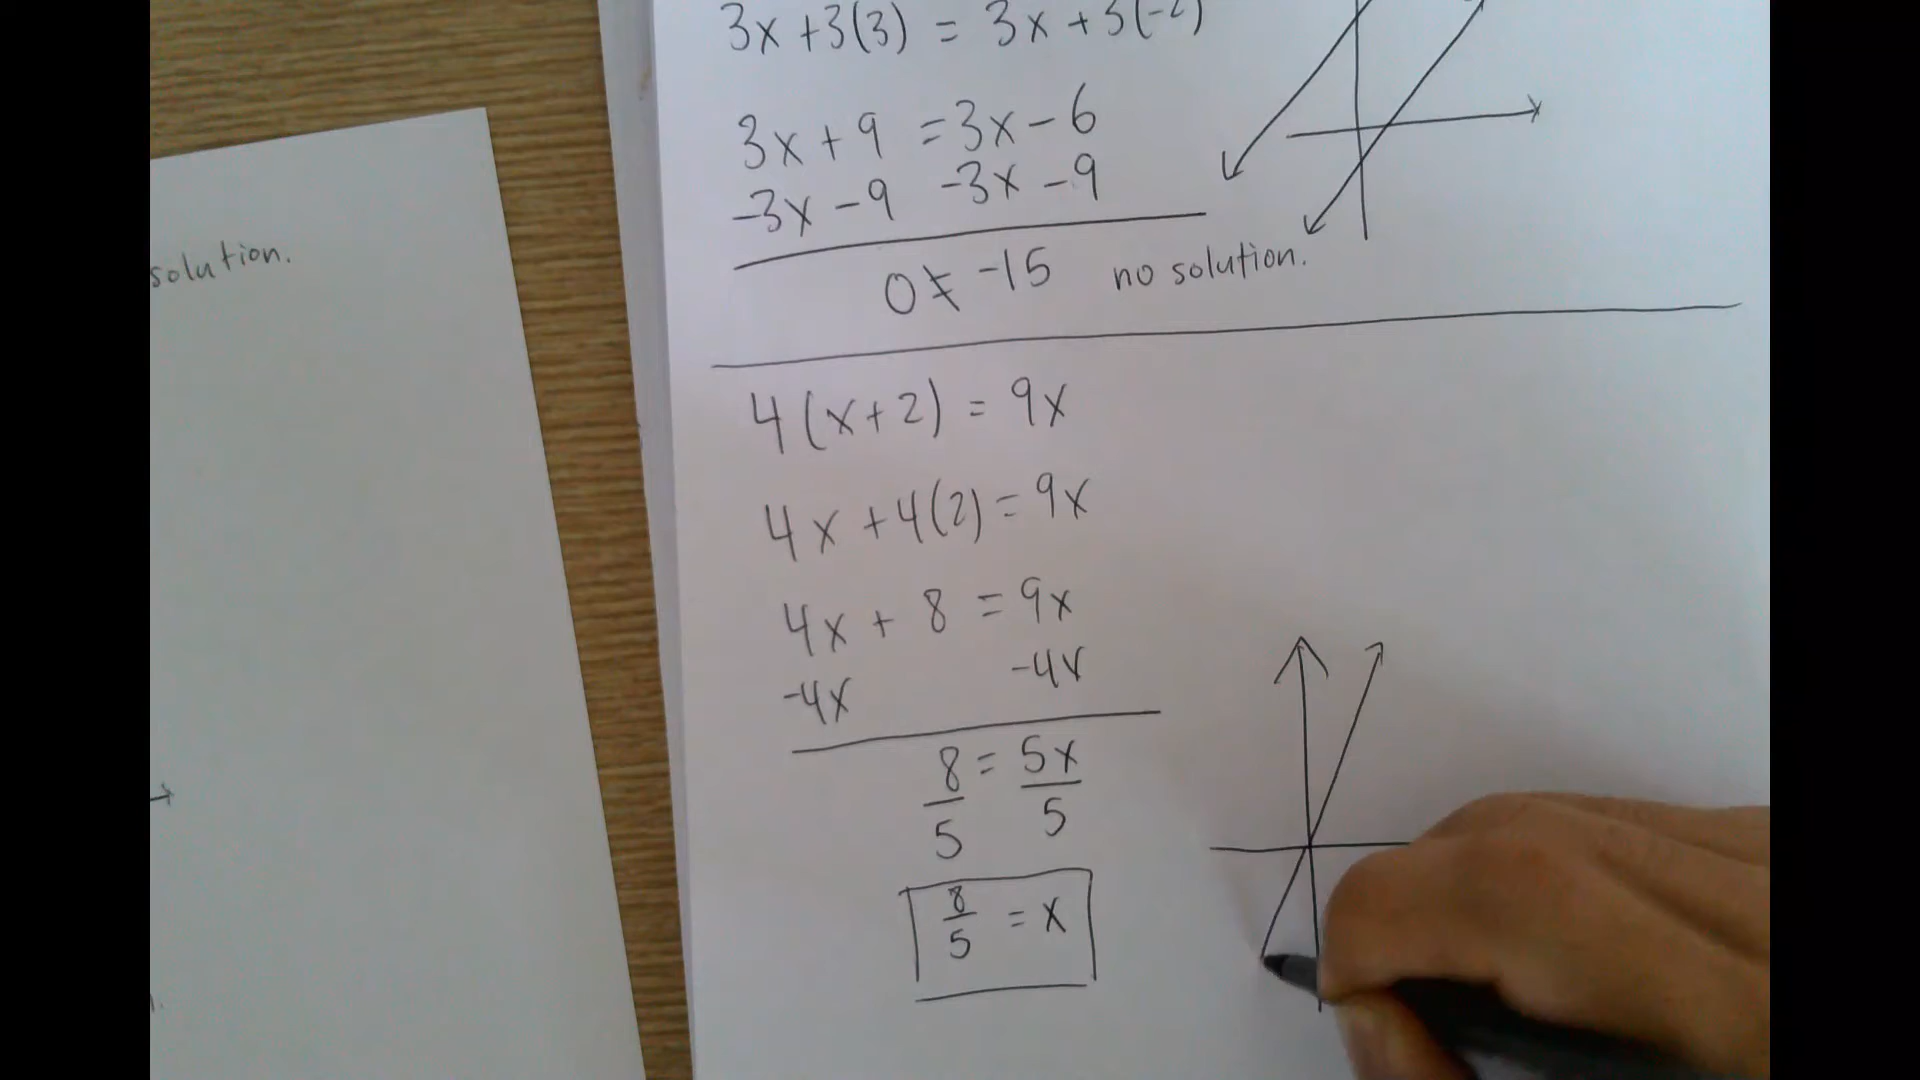 solution.
3x + 3(3) = 3x + 3(-2)
3x + 9 = 3x - 6
-3x - 9 -3x - 9
0 ≠ -15 no solution.
4(x+2) = 9x
4x + 4(2) = 9x
4x + 8 = 9x
-4x -4x
8 = 5x
5 5
8/5 = x